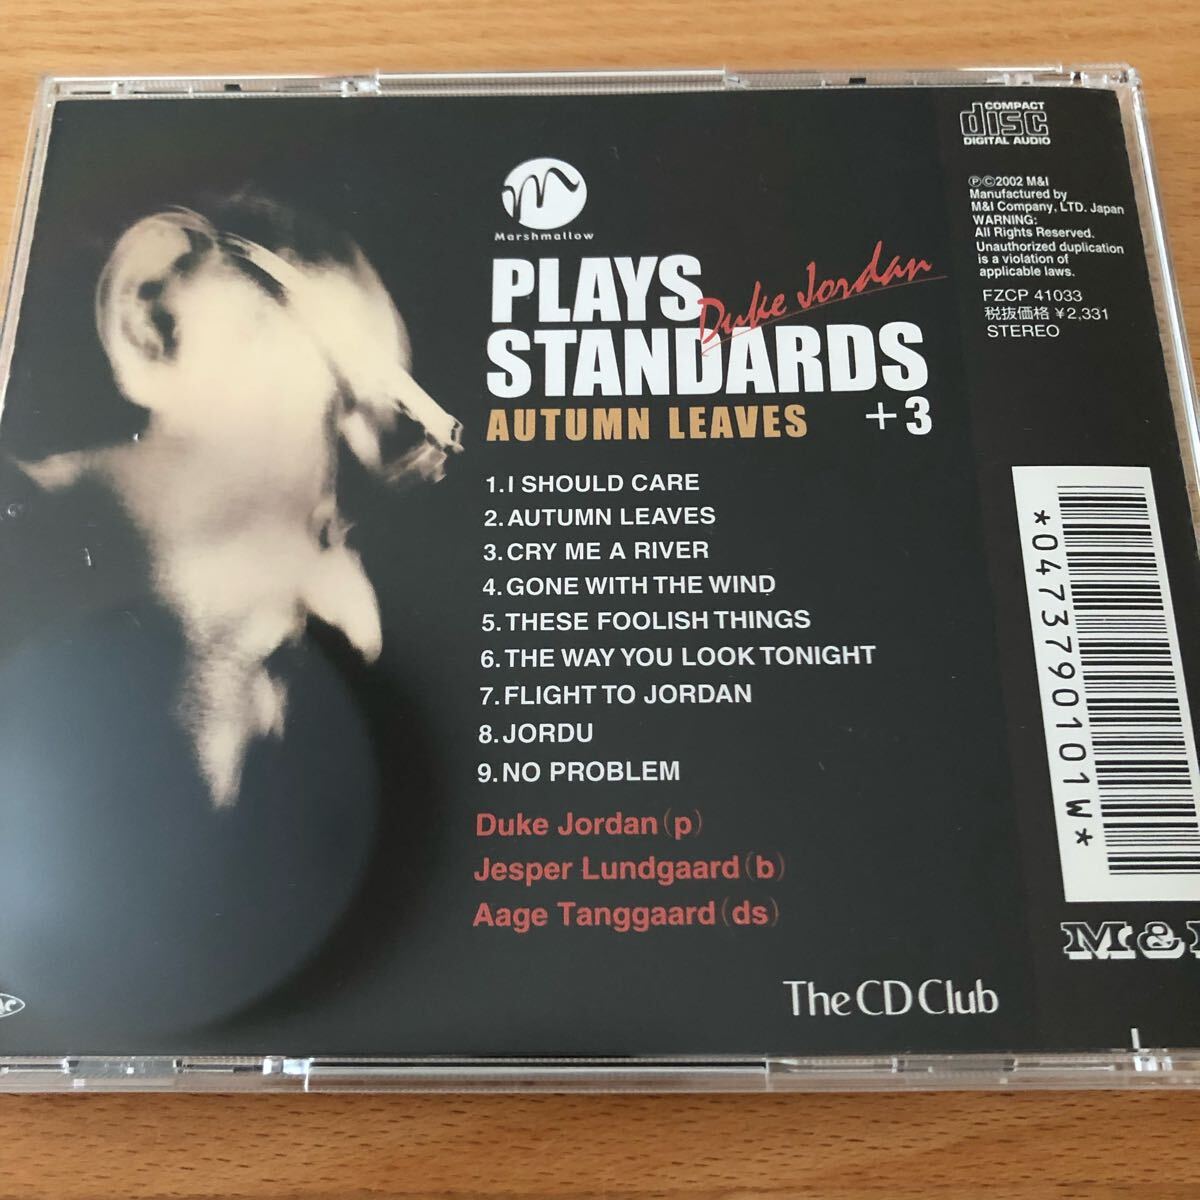 COMPACT
disc
DIGITAL AUDIO
ⓅⒸ2002 M&I
Manufactured by
M&I Company, LTD. Japan
WARNING:
All Rights Reserved.
Unauthorized duplication
is a violation of
applicable laws.
FZCP 41033
税抜価格 ¥2,331
STEREO
m
Marshmallow
PLAYS
Duke Jordan
STANDARDS
AUTUMN LEAVES +3
1.I SHOULD CARE
2.AUTUMN LEAVES
3.CRY ME A RIVER
4.GONE WITH THE WIND
5.THESE FOOLISH THINGS
6.THE WAY YOU LOOK TONIGHT
7.FLIGHT TO JORDAN
8.JORDU
9.NO PROBLEM
Duke Jordan(p)
Jesper Lundgaard(b)
Aage Tanggaard(ds)
The CD Club
*0473790101W*
M&I